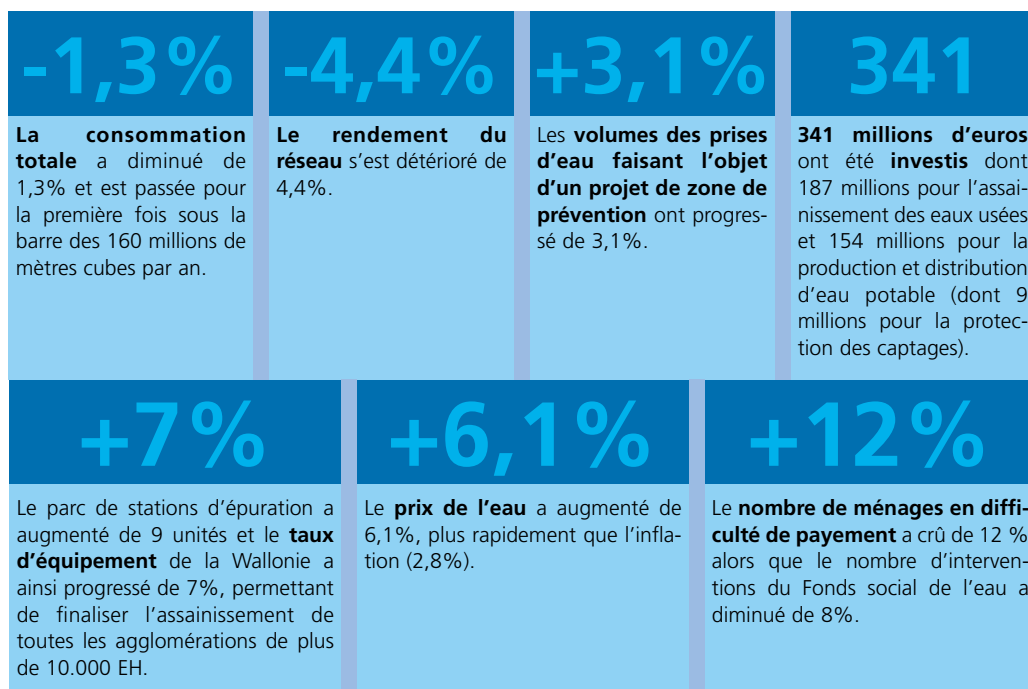 -1,3%
La consommation
totale a diminué de
1,3% et est passée pour
la première fois sous la
barre des 160 millions de
mètres cubes par an.
-4,4%
Le rendement du
réseau s’est détérioré de
4,4%.
+3,1%
Les volumes des prises
d’eau faisant l’objet
d’un projet de zone de
prévention ont progres-
sé de 3,1%.
341
341 millions d’euros
ont été investis dont
187 millions pour l’assai-
nissement des eaux usées
et 154 millions pour la
production et distribution
d’eau potable (dont 9
millions pour la protec-
tion des captages).
+7%
Le parc de stations d’épuration a
augmenté de 9 unités et le taux
d’équipement de la Wallonie a
ainsi progressé de 7%, permettant
de finaliser l’assainissement de
toutes les agglomérations de plus
de 10.000 EH.
+6,1%
Le prix de l’eau a augmenté de
6,1%, plus rapidement que l’infla-
tion (2,8%).
+12%
Le nombre de ménages en diffi-
culté de payement a crû de 12 %
alors que le nombre d’interven-
tions du Fonds social de l’eau a
diminué de 8%.